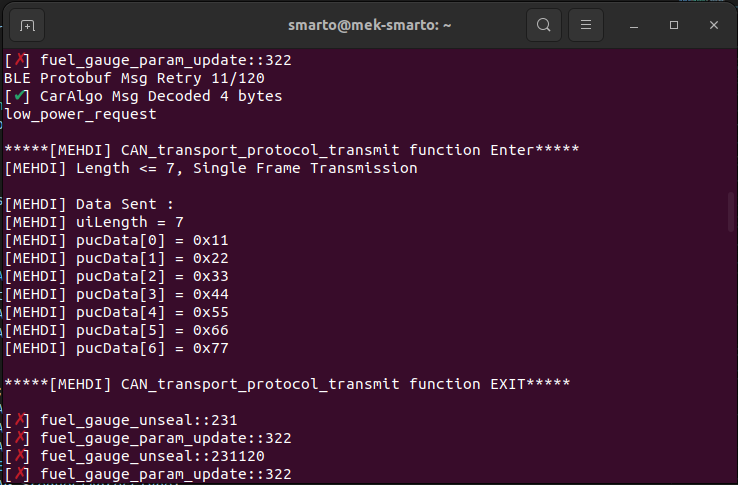 smarto@mek-smarto: ~
[✗] fuel_gauge_param_update::322
BLE Protobuf Msg Retry 11/120
[✔] CarAlgo Msg Decoded 4 bytes
low_power_request
*****[MEHDI] CAN_transport_protocol_transmit function Enter*****
[MEHDI] Length <= 7, Single Frame Transmission
[MEHDI] Data Sent :
[MEHDI] uiLength = 7
[MEHDI] pucData[0] = 0x11
[MEHDI] pucData[1] = 0x22
[MEHDI] pucData[2] = 0x33
[MEHDI] pucData[3] = 0x44
[MEHDI] pucData[4] = 0x55
[MEHDI] pucData[5] = 0x66
[MEHDI] pucData[6] = 0x77
*****[MEHDI] CAN_transport_protocol_transmit function EXIT*****
[✗] fuel_gauge_unseal::231
[✗] fuel_gauge_param_update::322
[✗] fuel_gauge_unseal::231120
[✗] fuel_gauge_param_update::322